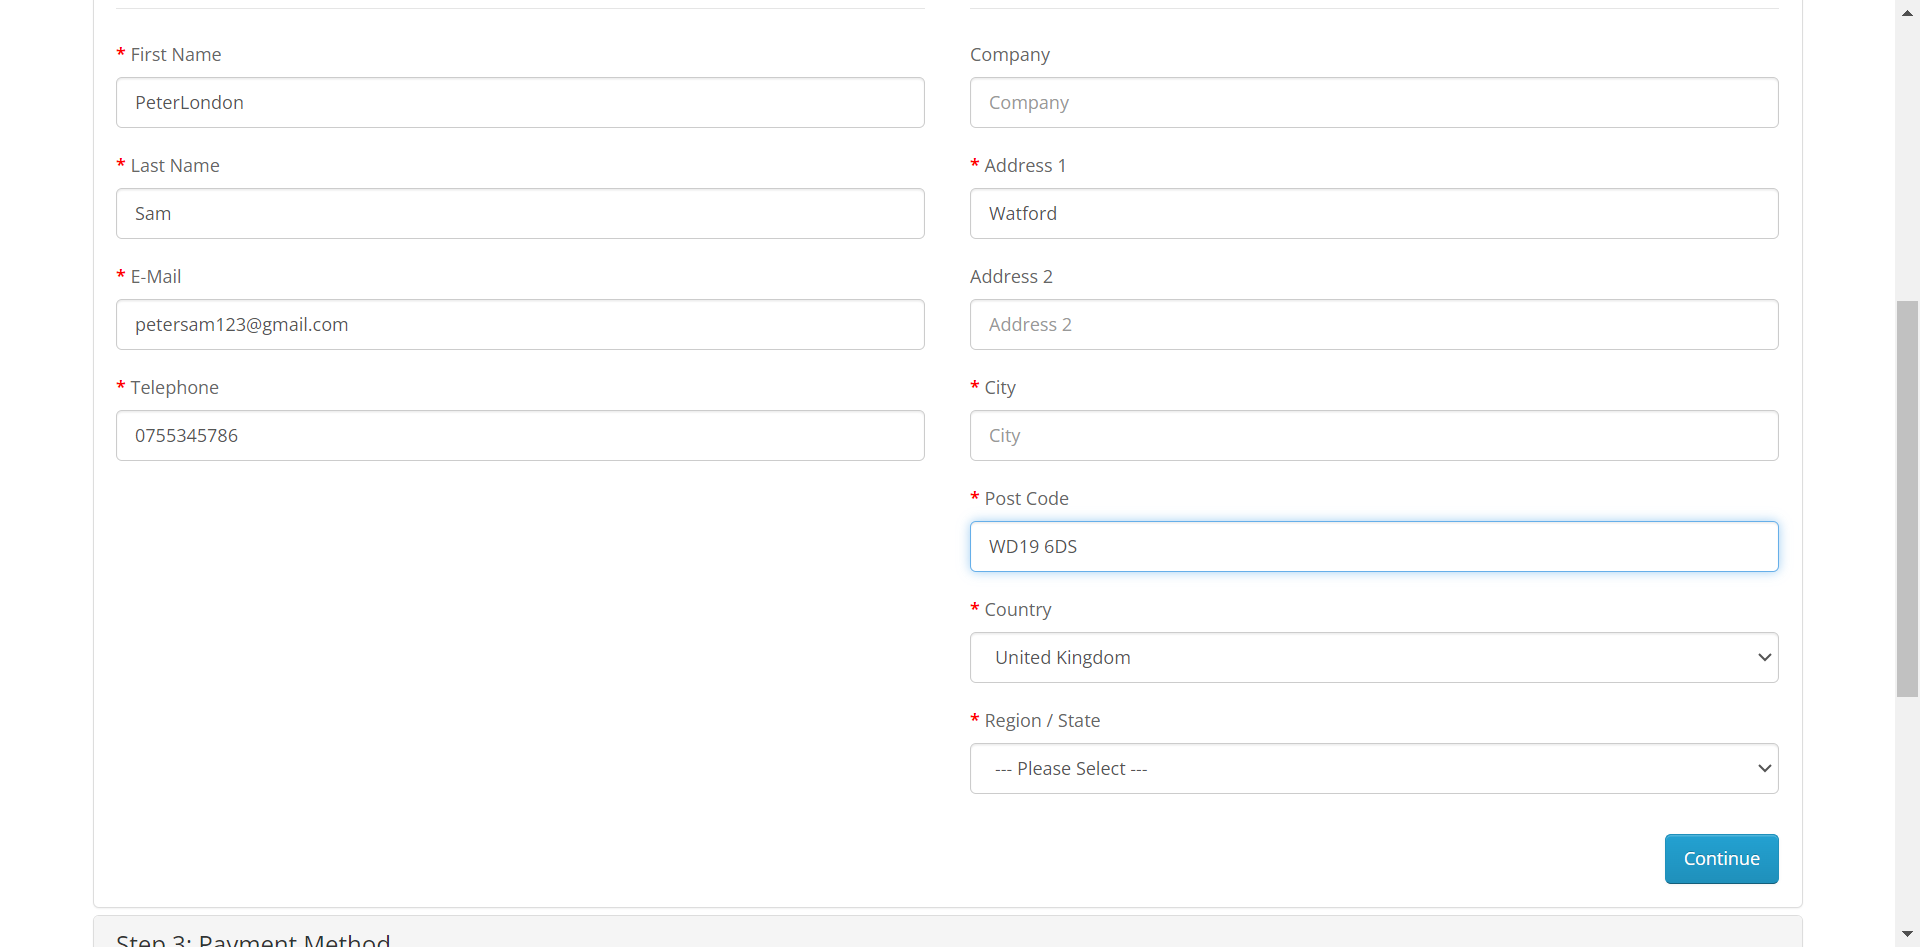 * First Name
PeterLondon
* Last Name
Sam
* E-Mail
petersam123@gmail.com
* Telephone
0755345786
Company
Company
* Address 1
Watford
Address 2
Address 2
* City
City
* Post Code
WD19 6DS
* Country
United Kingdom
* Region / State
--- Please Select ---
Continue
Step 3: Payment Method